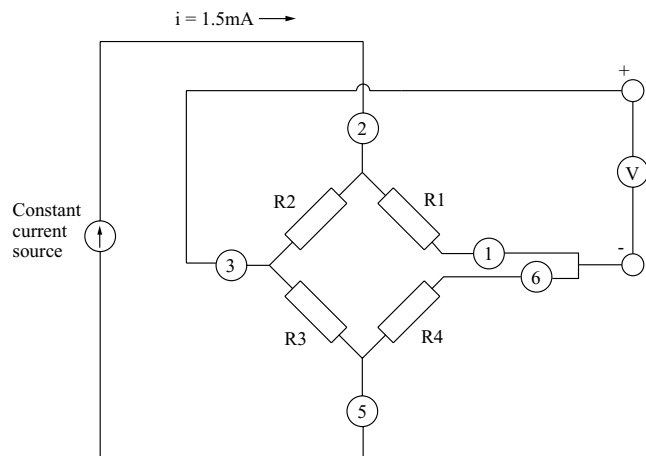 i = 1.5mA
+
2
R2
R1
V
Constant
current
source
-
3
1
6
R3
R4
5